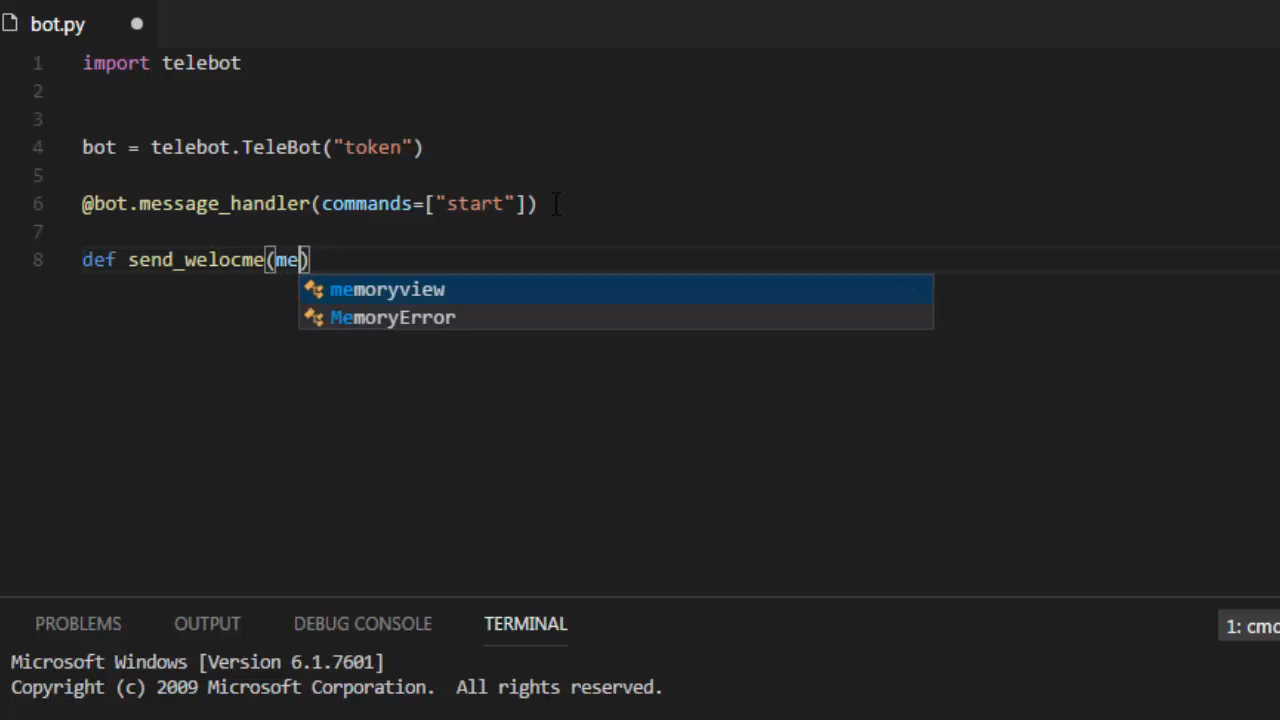 bot.py
1 import telebot
2
3
4 bot = telebot.TeleBot("token")
5
6 @bot.message_handler(commands=["start"])
7
8 def send_welocme(me)
memoryview
MemoryError
PROBLEMS OUTPUT DEBUG CONSOLE TERMINAL 1: cmd
Microsoft Windows [Version 6.1.7601]
Copyright (c) 2009 Microsoft Corporation. All rights reserved.